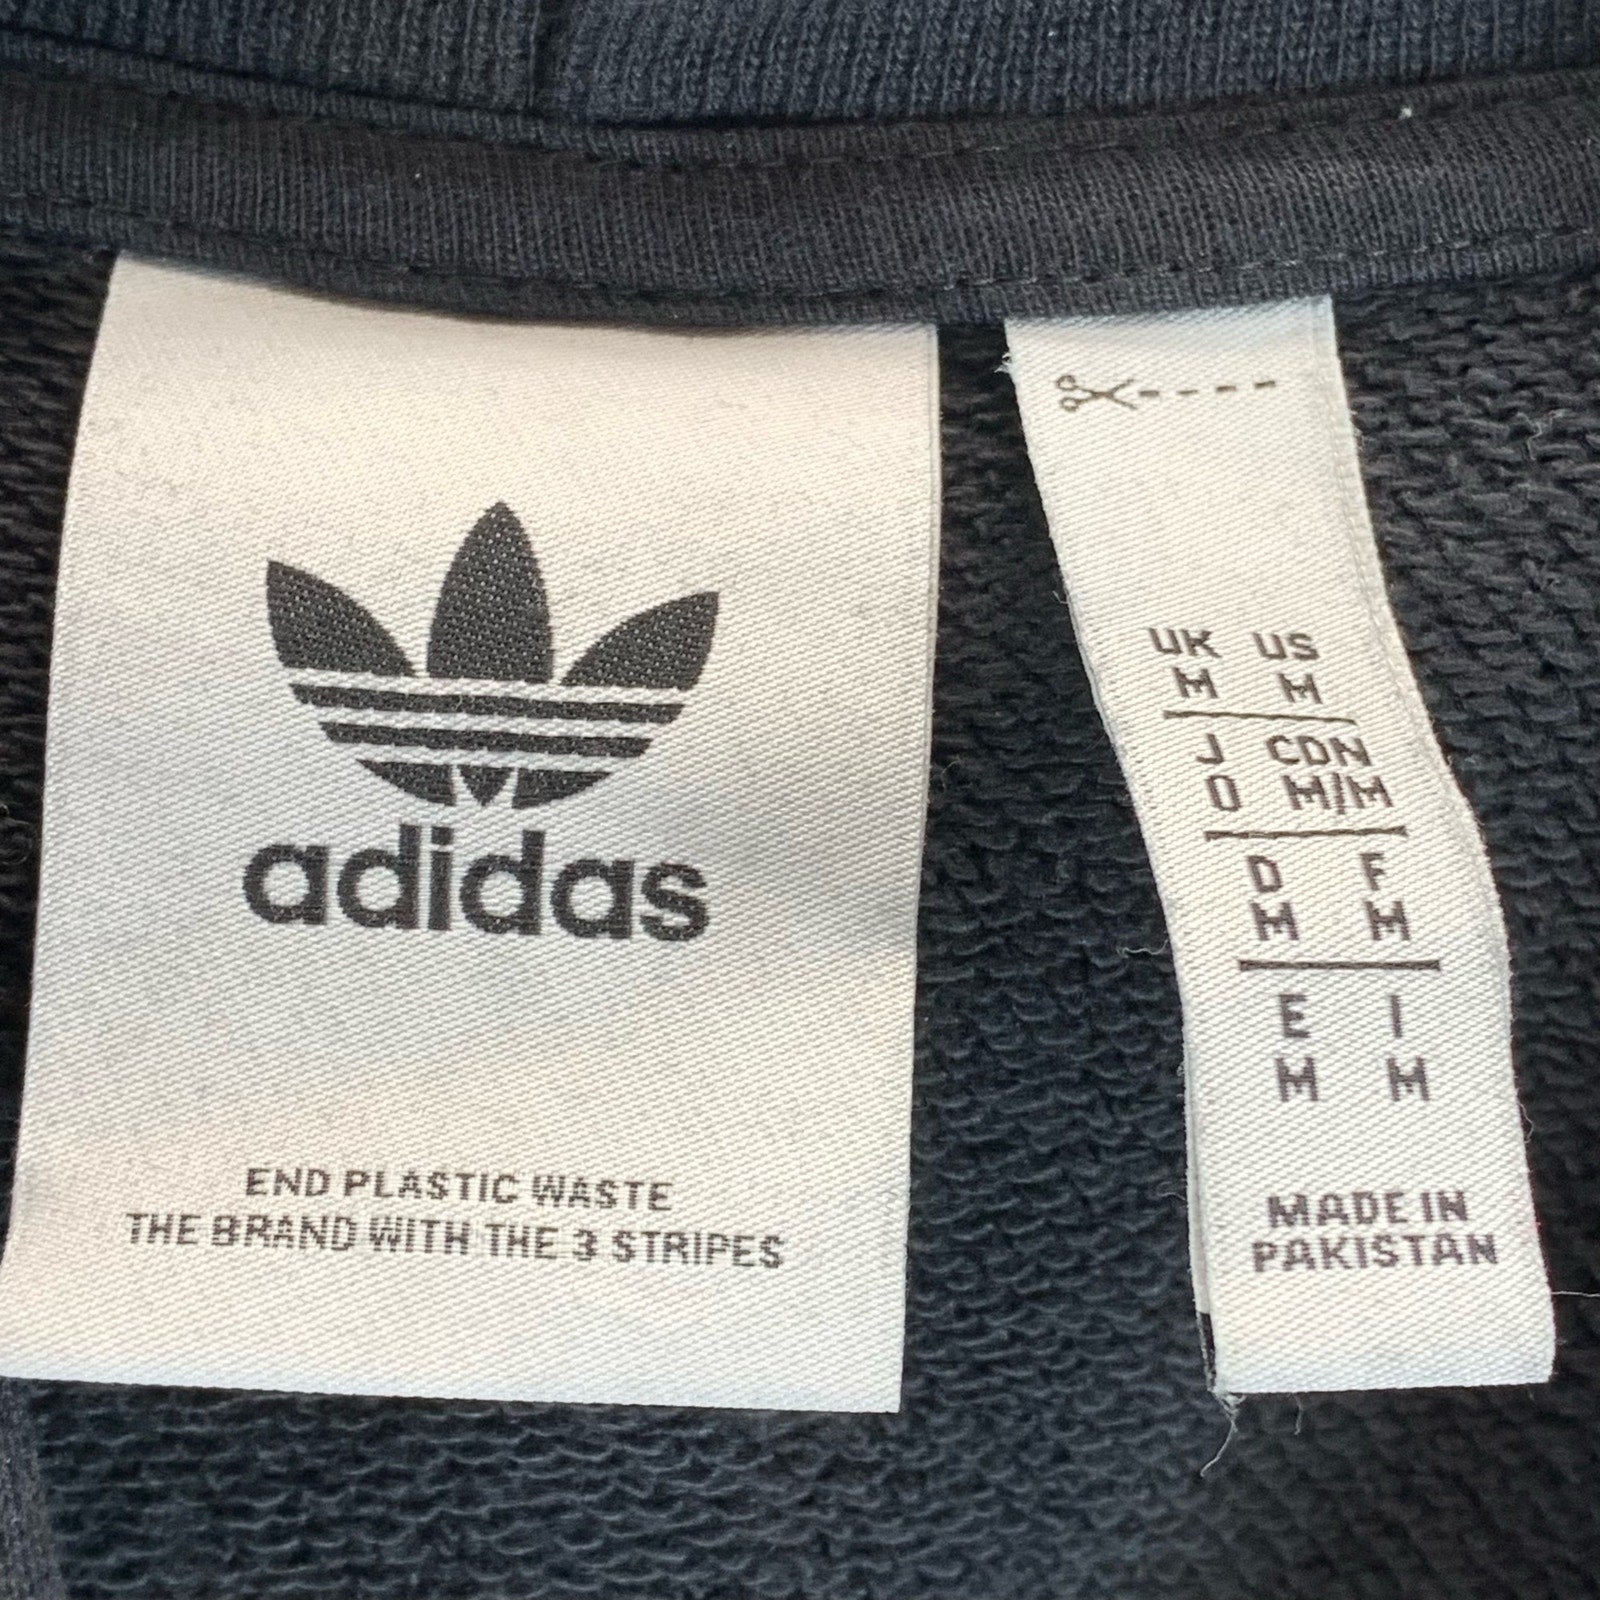 adidas
END PLASTIC WASTE
THE BRAND WITH THE 3 STRIPES
UK US
M M
J CDN
O M/M
D F
M M
E I
M M
MADE IN
PAKISTAN